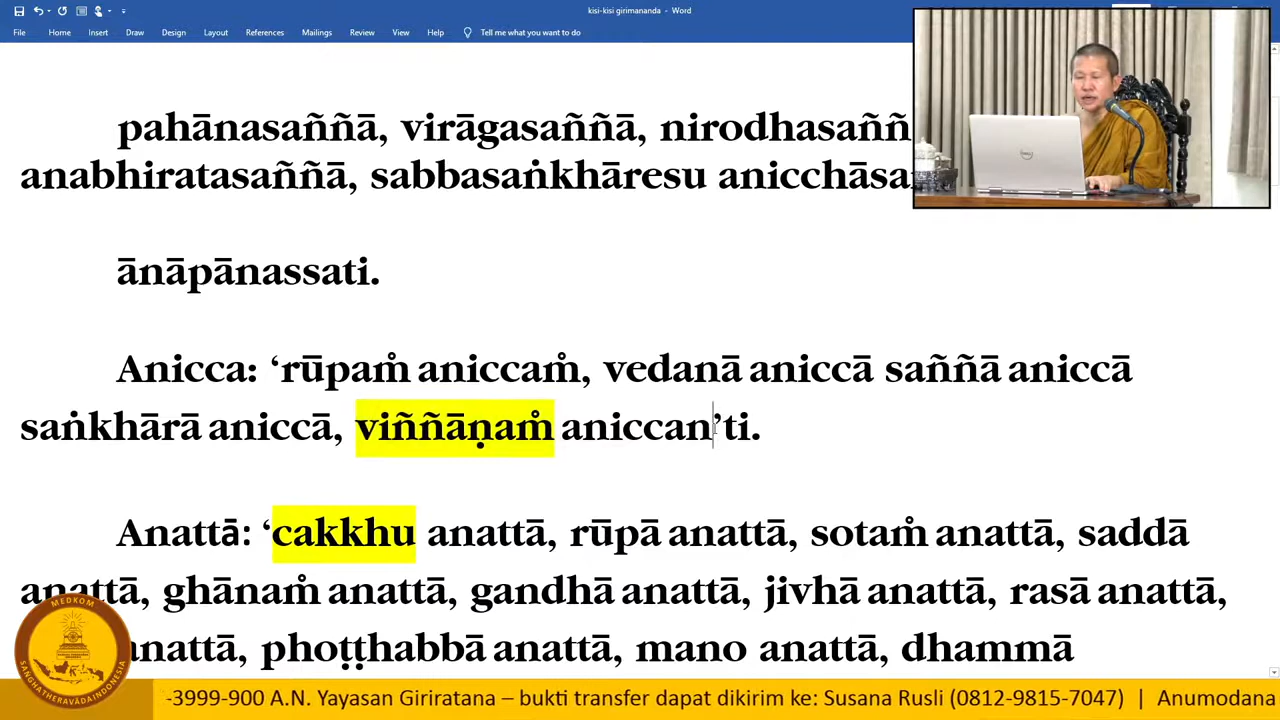 kisi-kisi girimananda - Word
File Home Insert Draw Design Layout References Mailings Review View Help Tell me what you want to do
pahānasaññā, virāgasaññā, nirodhasaññ
anabhiratasaññā, sabbasaṅkhāresu anicchāsa
ānāpānassati.
Anicca: ‘rūpaṁ aniccaṁ, vedanā aniccā saññā aniccā
saṅkhārā aniccā, viññāṇaṁ aniccan’ti.
Anattā: ‘cakkhu anattā, rūpā anattā, sotaṁ anattā, saddā
anattā, ghānaṁ anattā, gandhā anattā, jivhā anattā, rasā anattā,
anattā, phoṭṭhabbā anattā, mano anattā, dhammā
MEDKOM
SANGHA THERAVĀDA INDONESIA
-3999-900 A.N. Yayasan Giriratana – bukti transfer dapat dikirim ke: Susana Rusli (0812-9815-7047) | Anumodana